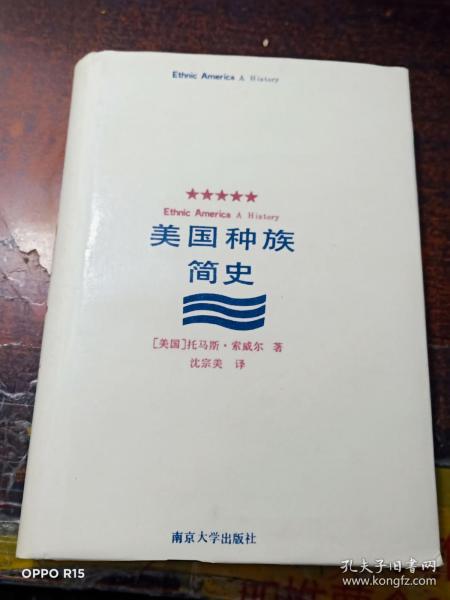 Ethnic America A History
Ethnic America A History
美国种族
简史
[美国]托马斯·索威尔 著
沈宗美 译
南京大学出版社
OPPO R15
孔夫子旧书网
www.kongfz.com